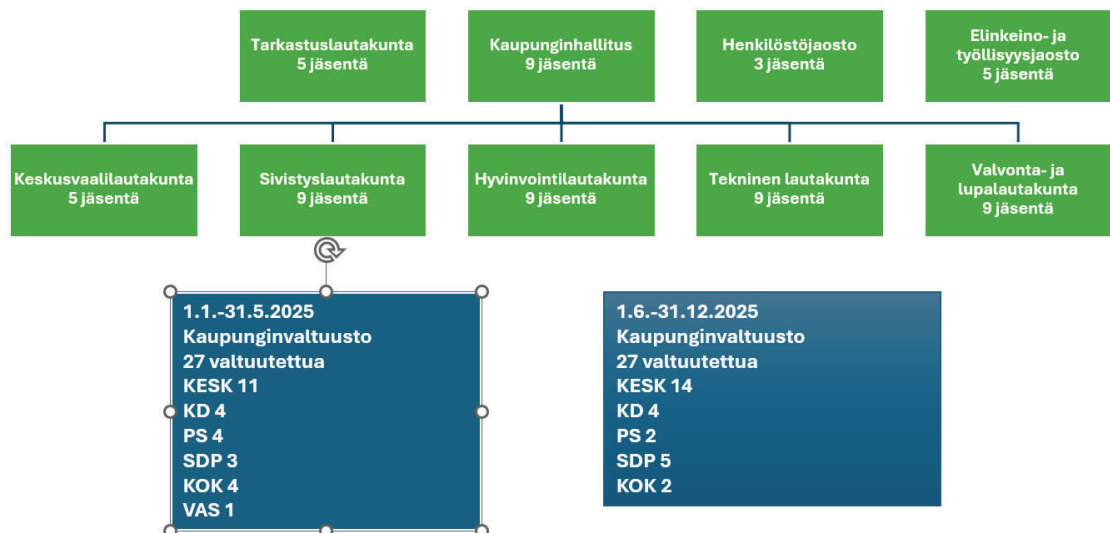 Tarkastuslautakunta
5 jäsentä
Kaupunginhallitus
9 jäsentä
Henkilöstöjaosto
3 jäsentä
Elinkeino- ja
työllisyysjaosto
5 jäsentä
Keskusvaalilautakunta
5 jäsentä
Sivistyslautakunta
9 jäsentä
Hyvinvointilautakunta
9 jäsentä
Tekninen lautakunta
9 jäsentä
Valvonta- ja
lupalautakunta
9 jäsentä
1.1.-31.5.2025
Kaupunginvaltuusto
27 valtuutettua
KESK 11
KD 4
PS 4
SDP 3
KOK 4
VAS 1
1.6.-31.12.2025
Kaupunginvaltuusto
27 valtuutettua
KESK 14
KD 4
PS 2
SDP 5
KOK 2